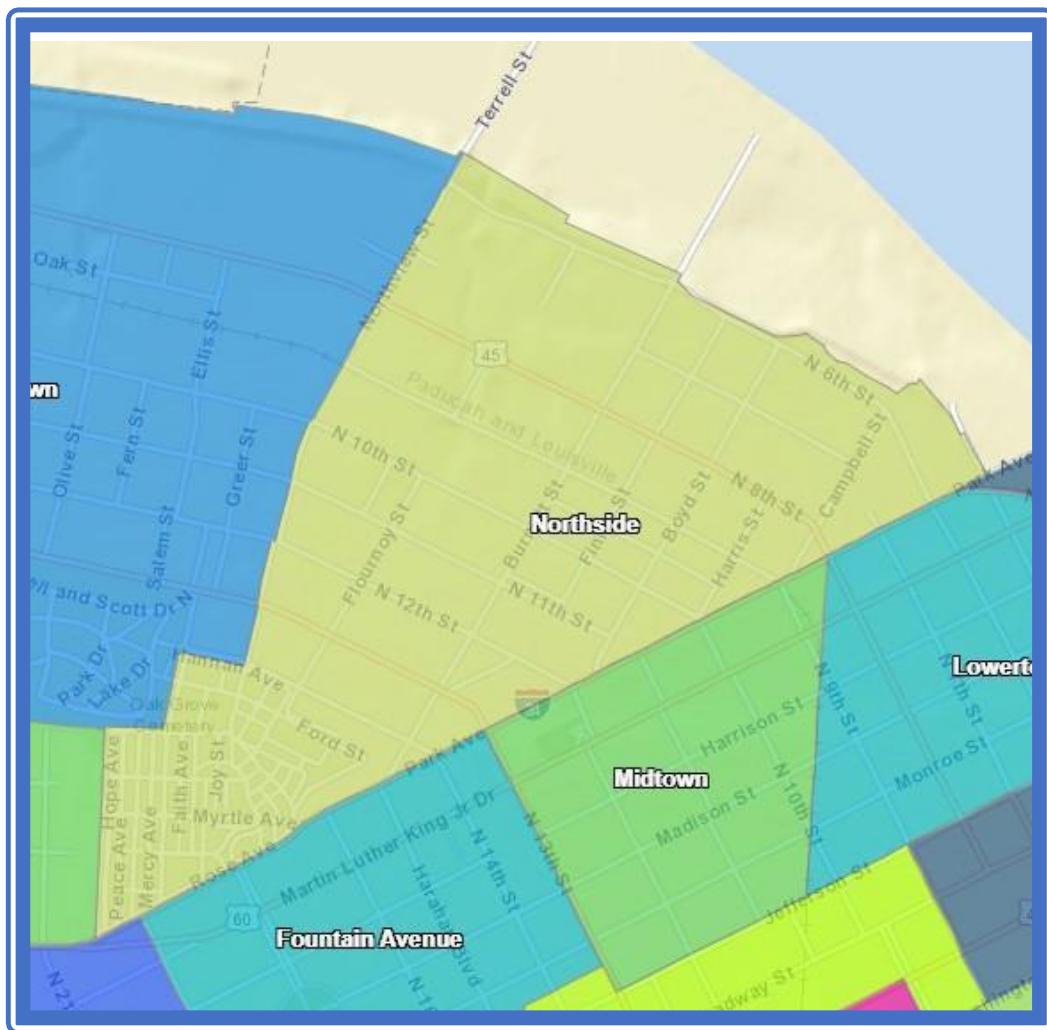 Terrell St
Northview St
Oak St
45
Ellis St
N 6th St
wn
Paducah and Louisville
Fern St
Greer St
Olive St
N 10th St
Campbell St
N 8th St
Park Ave
Boyd St
Northside
Harris St
Flournoy St
Salem St
ell and Scott Dr N
N 12th St
N 11th St
Hannan Ave
Park Dr
Lake Dr
Lowerto
Oak Grove
Cemetery
Ford St
N 9th St
Harrison St
Hope Ave
Faith Ave
Joy St
Park Ave
Midtown
Monroe St
Peace Ave
Mercy Ave
Myrtle Ave
Martin Luther King Jr Dr
N 10th St
Madison St
Rose Ave
N 14th St
N 13th St
60
Jefferson St
Fountain Avenue
Harahan Blvd
N 21
N 16
adway St